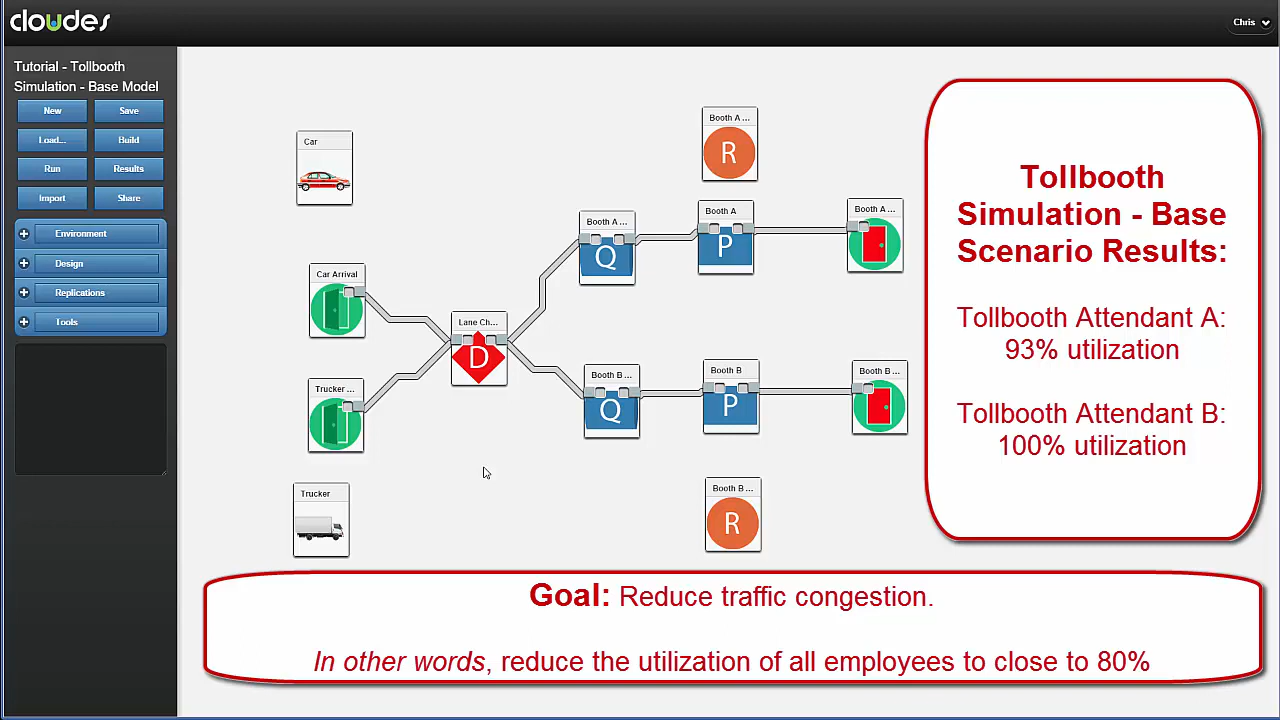 cloudes
Chris
Tutorial - Tollbooth
Simulation - Base Model
New
Save
Load...
Build
Run
Results
Import
Share
Environment
Design
Replications
Tools
Car
Car Arrival
Trucker ...
Trucker
Lane Ch...
D
Booth A ...
Q
Booth B ...
Q
Booth A ...
R
Booth A
P
Booth B
P
Booth B ...
R
Booth A ...
Booth B ...
Tollbooth
Simulation - Base
Scenario Results:
Tollbooth Attendant A:
93% utilization
Tollbooth Attendant B:
100% utilization
Goal: Reduce traffic congestion.
In other words, reduce the utilization of all employees to close to 80%